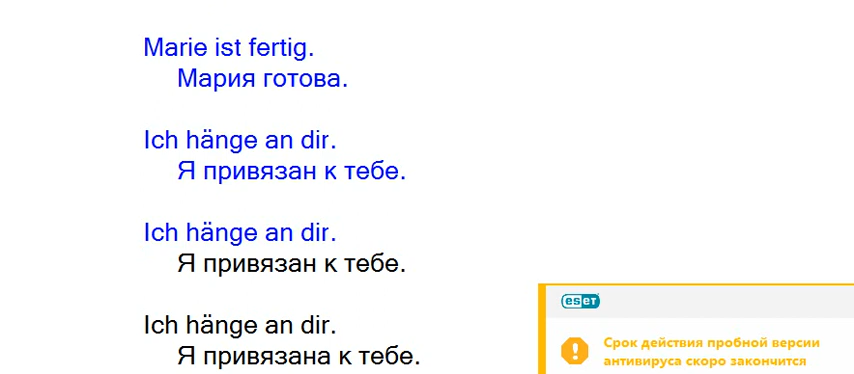 Marie ist fertig.
Мария готова.
Ich hänge an dir.
Я привязан к тебе.
Ich hänge an dir.
Я привязан к тебе.
Ich hänge an dir.
Я привязана к тебе.
eset
Срок действия пробной версии
антивируса скоро закончится